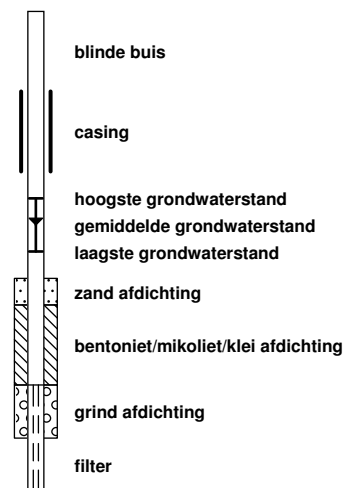 blinde buis
casing
hoogste grondwaterstand
gemiddelde grondwaterstand
laagste grondwaterstand
zand afdichting
bentoniet/mikoliet/klei afdichting
grind afdichting
filter